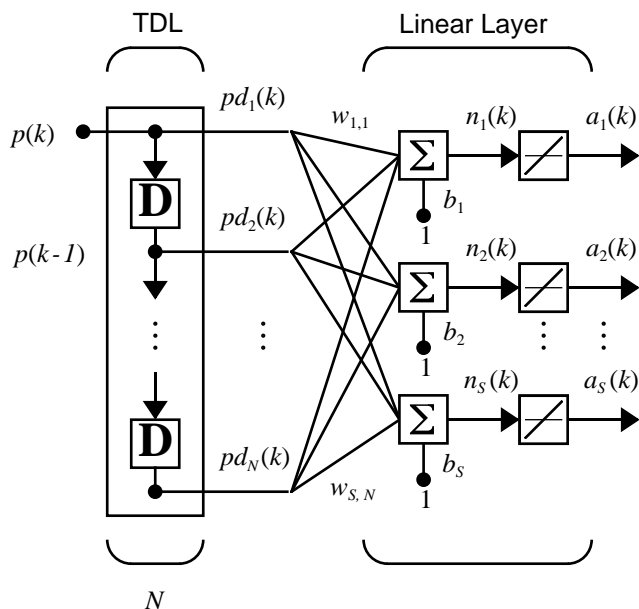 TDL
Linear Layer
pd₁(k)
w₁,₁
n₁(k)
a₁(k)
p(k)
Σ
D
b₁
1
pd₂(k)
p(k-1)
n₂(k)
a₂(k)
Σ
b₂
1
nS(k)
aS(k)
D
Σ
pdN(k)
bS
wS, N
1
N